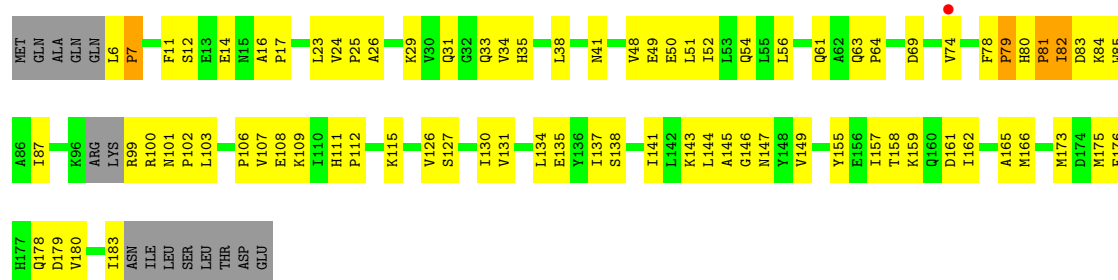 MET GLN ALA GLN GLN L6 P7 F11 S12 E13 E14 N15 A16 P17 L23 V24 P25 A26 K29 V30 Q31 G32 Q33 V34 H35 L38 N41 V48 E49 E50 L51 I52 L53 Q54 L55 L56 Q61 A62 Q63 P64 D69 V74 F78 P79 H80 P81 I82 D83 K84 W85
A86 I87 K96 ARG LYS R99 R100 N101 P102 L103 P106 V107 E108 K109 I110 H111 P112 K115 V126 S127 I130 V131 L134 E135 Y136 I137 S138 I141 L142 K143 L144 A145 G146 N147 Y148 V149 Y155 E156 I157 T158 K159 Q160 D161 I162 A165 M166 M173 D174 M175 F176
H177 Q178 D179 V180 I183 ASN ILE LEU SER LEU THR ASP GLU